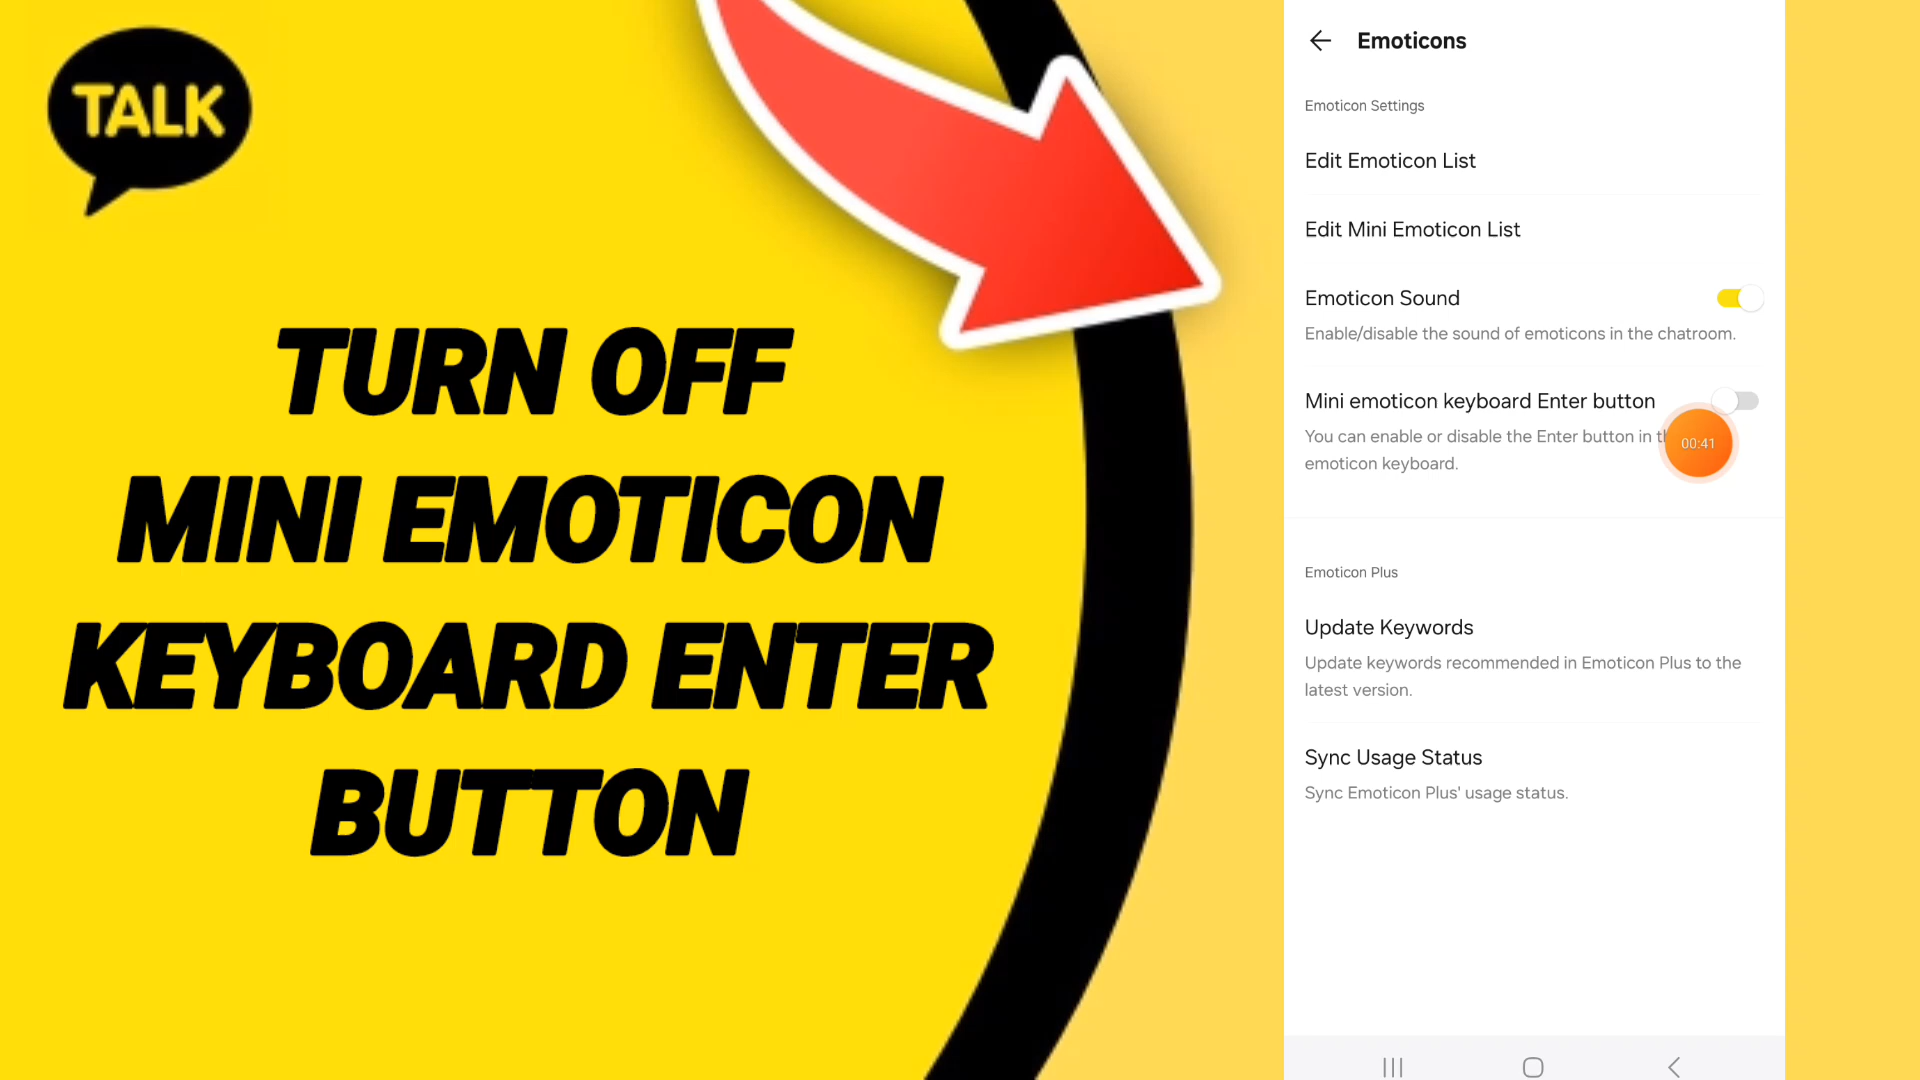 TALK
TURN OFF
MINI EMOTICON
KEYBOARD ENTER
BUTTON
Emoticons
Emoticon Settings
Edit Emoticon List
Edit Mini Emoticon List
Emoticon Sound
Enable/disable the sound of emoticons in the chatroom.
Mini emoticon keyboard Enter button
You can enable or disable the Enter button in
00:41
emoticon keyboard.
Emoticon Plus
Update Keywords
Update keywords recommended in Emoticon Plus to the
latest version.
Sync Usage Status
Sync Emoticon Plus' usage status.